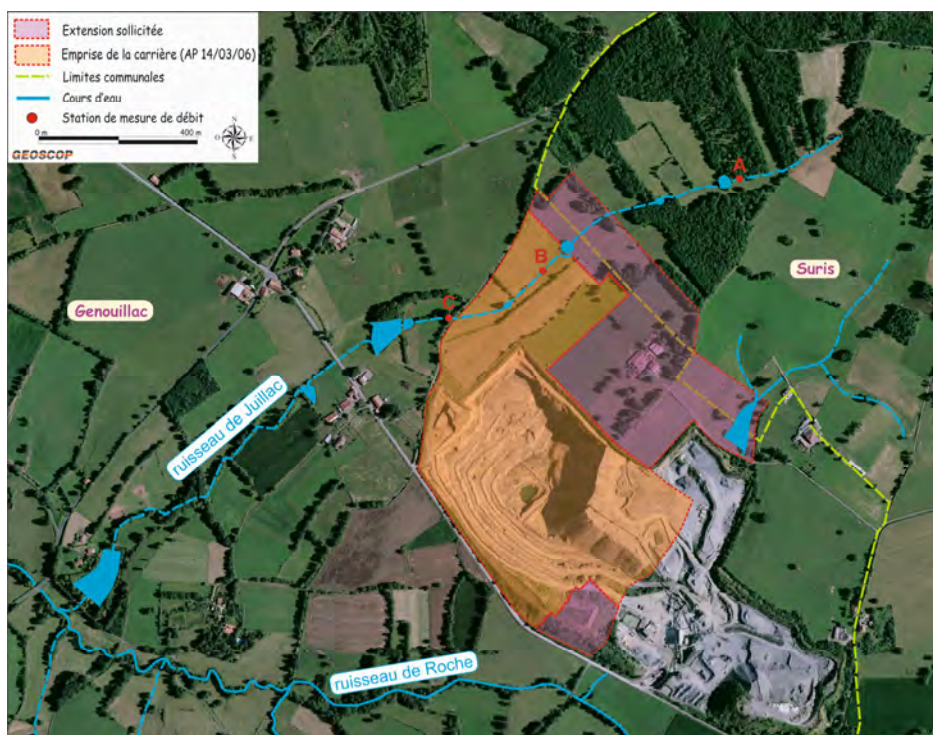 Extension sollicitée
Emprise de la carrière (AP 14/03/06)
Limites communales
Cours d'eau
Station de mesure de débit
0 m 400 m
N
O E
S
GEOSCOP
A
B
Suris
C
Genouillac
ruisseau de Juillac
ruisseau de Roche